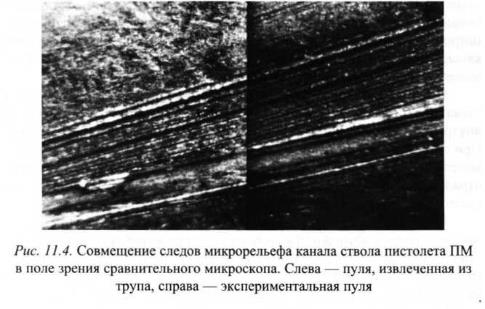 Рис. 11.4. Совмещение следов микрорельефа канала ствола пистолета ПМ
в поле зрения сравнительного микроскопа. Слева — пуля, извлеченная из
трупа, справа — экспериментальная пуля